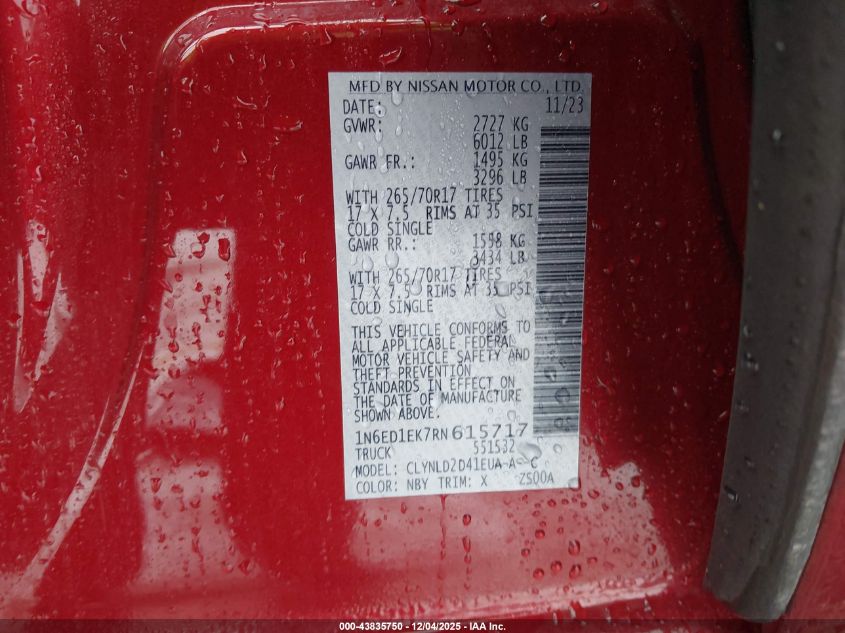 MFD BY NISSAN MOTOR CO., LTD.
DATE: 11/23
GVWR: 2727 KG
6012 LB
GAWR FR.: 1495 KG
3296 LB
WITH 265/70R17 TIRES
17 X 7.5 RIMS AT 35 PSI
COLD SINGLE
GAWR RR.: 1558 KG
3434 LB
WITH 265/70R17 TIRES
17 X 7.5 RIMS AT 35 PSI
COLD SINGLE
THIS VEHICLE CONFORMS TO
ALL APPLICABLE FEDERAL
MOTOR VEHICLE SAFETY AND
THEFT PREVENTION
STANDARDS IN EFFECT ON
THE DATE OF MANUFACTURE
SHOWN ABOVE.
1N6ED1EK7RN615717
TRUCK 551532
MODEL: CLYNLD2D41EUA-A- C
COLOR: NBY TRIM: X ZS00A
000-43835750 - 12/04/2025 - IAA Inc.